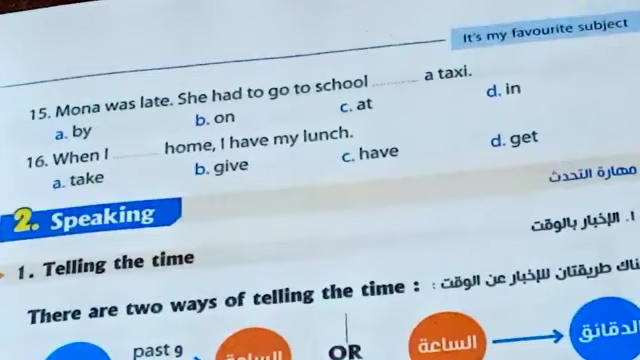 It's my favourite subject
15. Mona was late. She had to go to school ........ a taxi.
a. by b. on c. at d. in
16. When I ........ home, I have my lunch.
a. take b. give c. have d. get
2. Speaking
مهارة التحدث
1. Telling the time
١. الإخبار بالوقت
There are two ways of telling the time :
طريقتان للإخبار عن الوقت :
past و
OR
الساعة
الدقائق